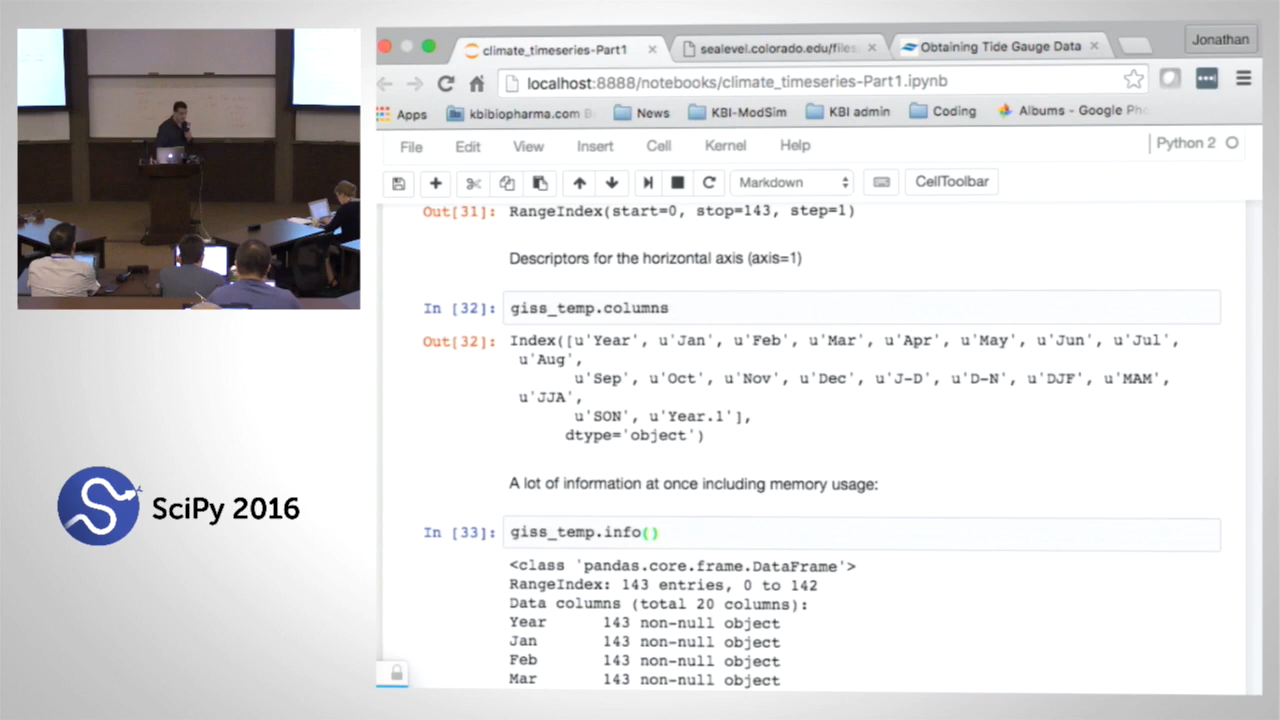 climate_timeseries-Part1
sealevel.colorado.edu/files
Obtaining Tide Gauge Data
Jonathan
localhost:8888/notebooks/climate_timeseries-Part1.ipynb
Apps
kbibiopharma.com
News
KBI-ModSim
KBI admin
Coding
Albums - Google Pho
File Edit View Insert Cell Kernel Help
Python 2
Markdown
CellToolbar
Out[31]: RangeIndex(start=0, stop=143, step=1)
Descriptors for the horizontal axis (axis=1)
In [32]: giss_temp.columns
Out[32]: Index([u'Year', u'Jan', u'Feb', u'Mar', u'Apr', u'May', u'Jun', u'Jul',
u'Aug',
u'Sep', u'Oct', u'Nov', u'Dec', u'J-D', u'D-N', u'DJF', u'MAM',
u'JJA',
u'SON', u'Year.1'],
dtype='object')
A lot of information at once including memory usage:
In [33]: giss_temp.info()
<class 'pandas.core.frame.DataFrame'>
RangeIndex: 143 entries, 0 to 142
Data columns (total 20 columns):
Year 143 non-null object
Jan 143 non-null object
Feb 143 non-null object
Mar 143 non-null object
SciPy 2016